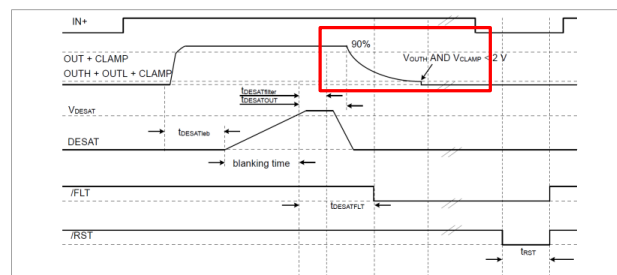 IN+
90%
OUT + CLAMP
OUTH + OUTL + CLAMP
VOUTH AND VCLAMP < 2 V
tDESATfilter
tDESATOUT
VDESAT
tDESATleb
DESAT
blanking time
/FLT
tDESATFLT
/RST
tRST